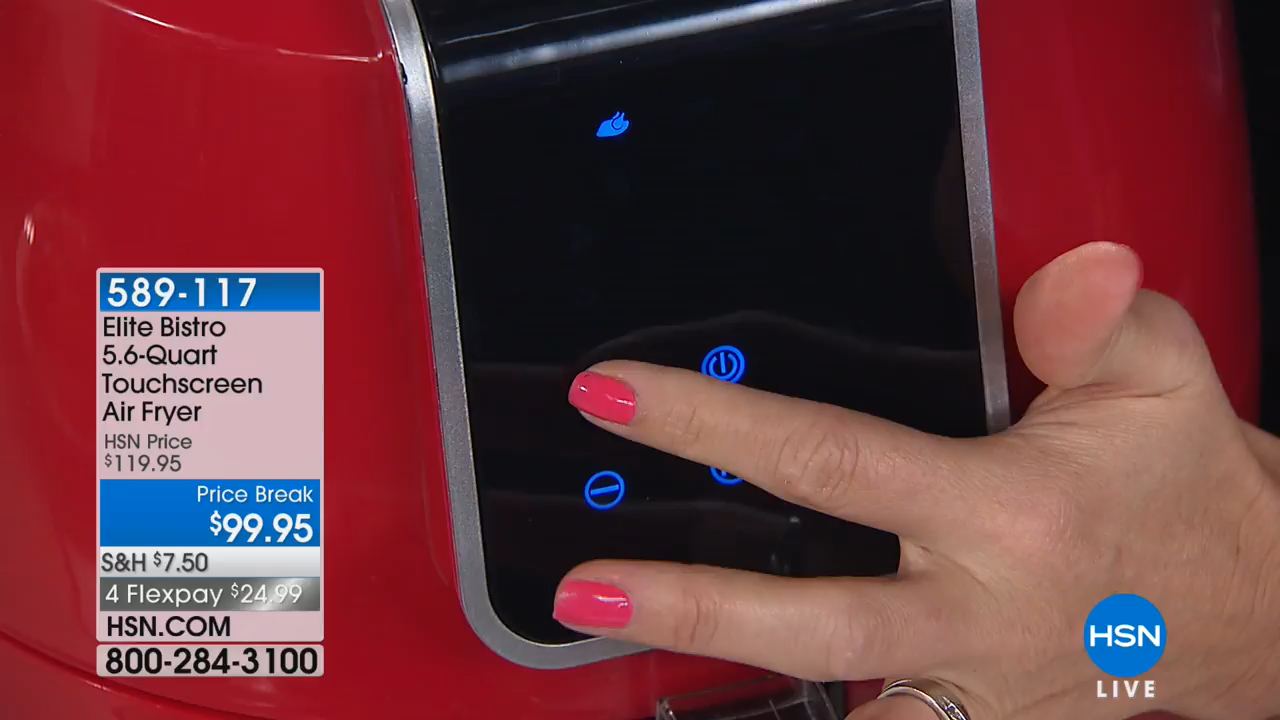 589-117
Elite Bistro
5.6-Quart
Touchscreen
Air Fryer
HSN Price
$119.95
Price Break
$99.95
S&H $7.50
4 Flexpay $24.99
HSN.COM
800-284-3100
HSN
LIVE